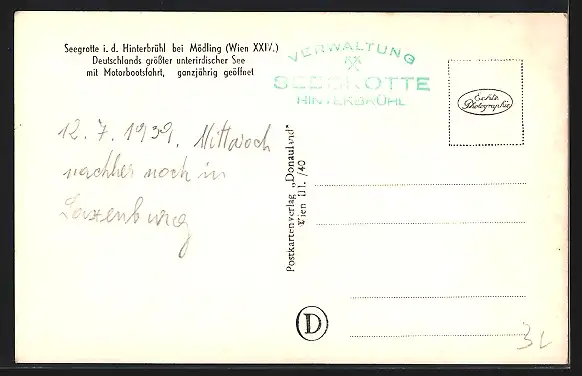 Seegrotte i. d. Hinterbrühl bei Mödling (Wien XXIV.)
Deutschlands größter unterirdischer See
mit Motorbootsfahrt, ganzjährig geöffnet
VERWALTUNG
SEEGROTTE
HINTERBRÜHL
Echte
Photographie
12. 7. 1939. Mittwoch
nachher noch in
Laxenburg
Postkartenverlag „Donauland"
Wien III. /40
D